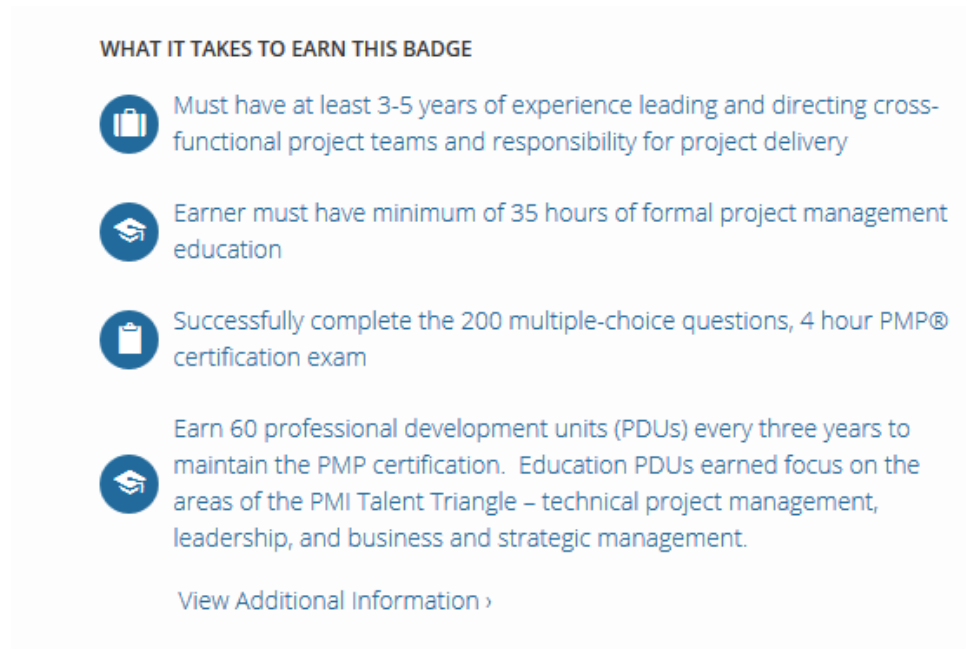 WHAT IT TAKES TO EARN THIS BADGE
Must have at least 3-5 years of experience leading and directing cross-
functional project teams and responsibility for project delivery
Earner must have minimum of 35 hours of formal project management
education
Successfully complete the 200 multiple-choice questions, 4 hour PMP®
certification exam
Earn 60 professional development units (PDUs) every three years to
maintain the PMP certification.  Education PDUs earned focus on the
areas of the PMI Talent Triangle – technical project management,
leadership, and business and strategic management.
View Additional Information ›